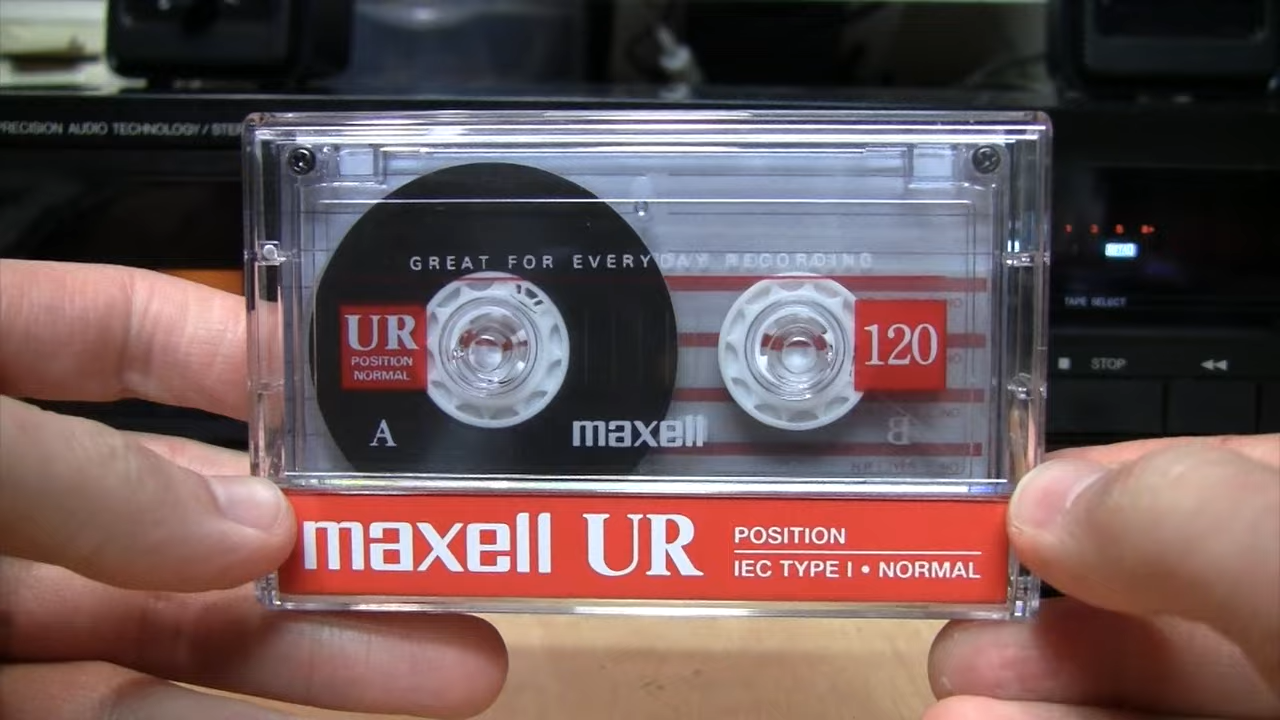 PRECISION AUDIO TECHNOLOGY / STE
GREAT FOR EVERYDAY RECORDING
UR
POSITION
NORMAL
120
A
maxell
B
TAPE SELECT
STOP
maxell UR
POSITION
IEC TYPE I • NORMAL